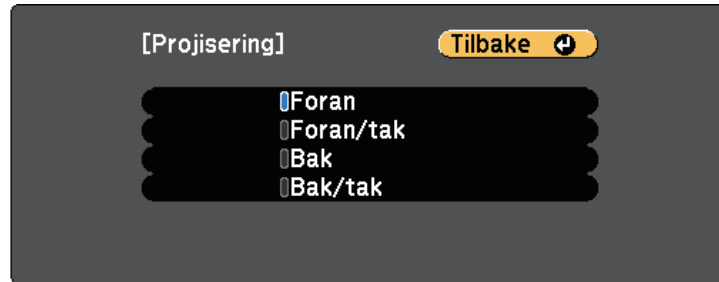 [Projisering] Tilbake
Foran
Foran/tak
Bak
Bak/tak